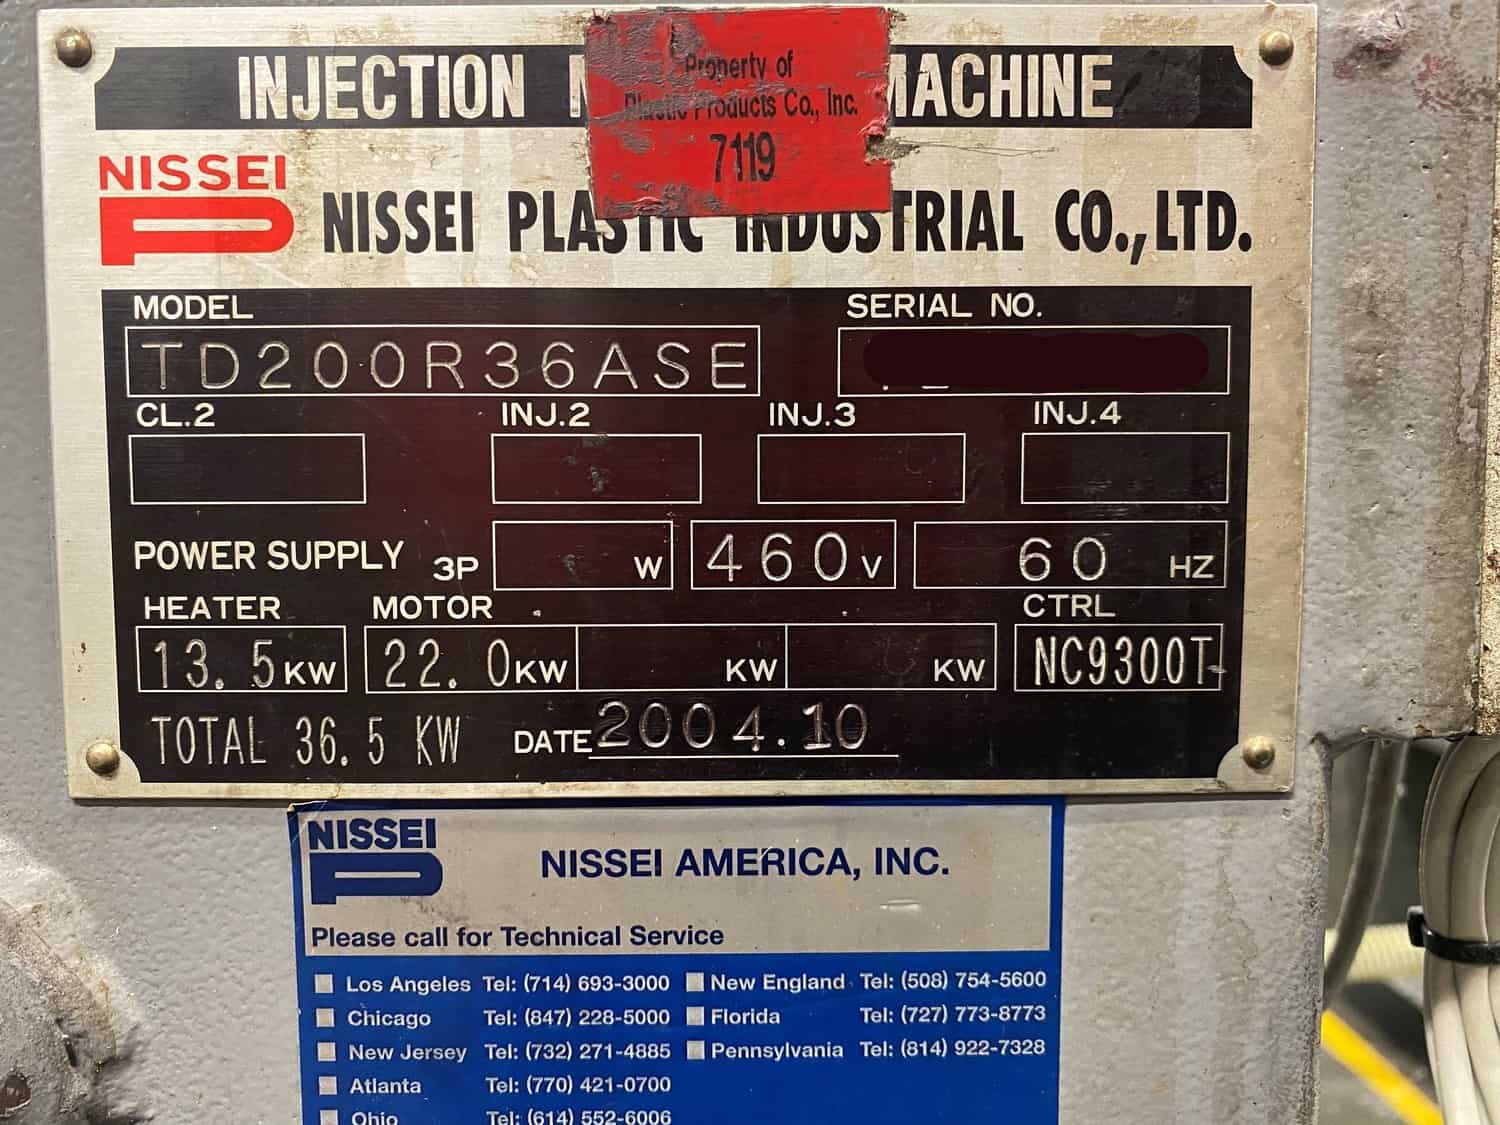 INJECTION MACHINE
Property of
Plastic Products Co., Inc.
7119
NISSEI
NISSEI PLASTIC INDUSTRIAL CO.,LTD.
MODEL SERIAL NO.
TD200R36ASE
CL.2 INJ.2 INJ.3 INJ.4
POWER SUPPLY 3P W 460 V 60 HZ
HEATER MOTOR CTRL
13.5 KW 22.0 KW KW KW NC9300T
TOTAL 36.5 KW DATE 2004.10
NISSEI
NISSEI AMERICA, INC.
Please call for Technical Service
Los Angeles Tel: (714) 693-3000 New England Tel: (508) 754-5600
Chicago Tel: (847) 228-5000 Florida Tel: (727) 773-8773
New Jersey Tel: (732) 271-4885 Pennsylvania Tel: (814) 922-7328
Atlanta Tel: (770) 421-0700
Ohio Tel: (614) 552-6006